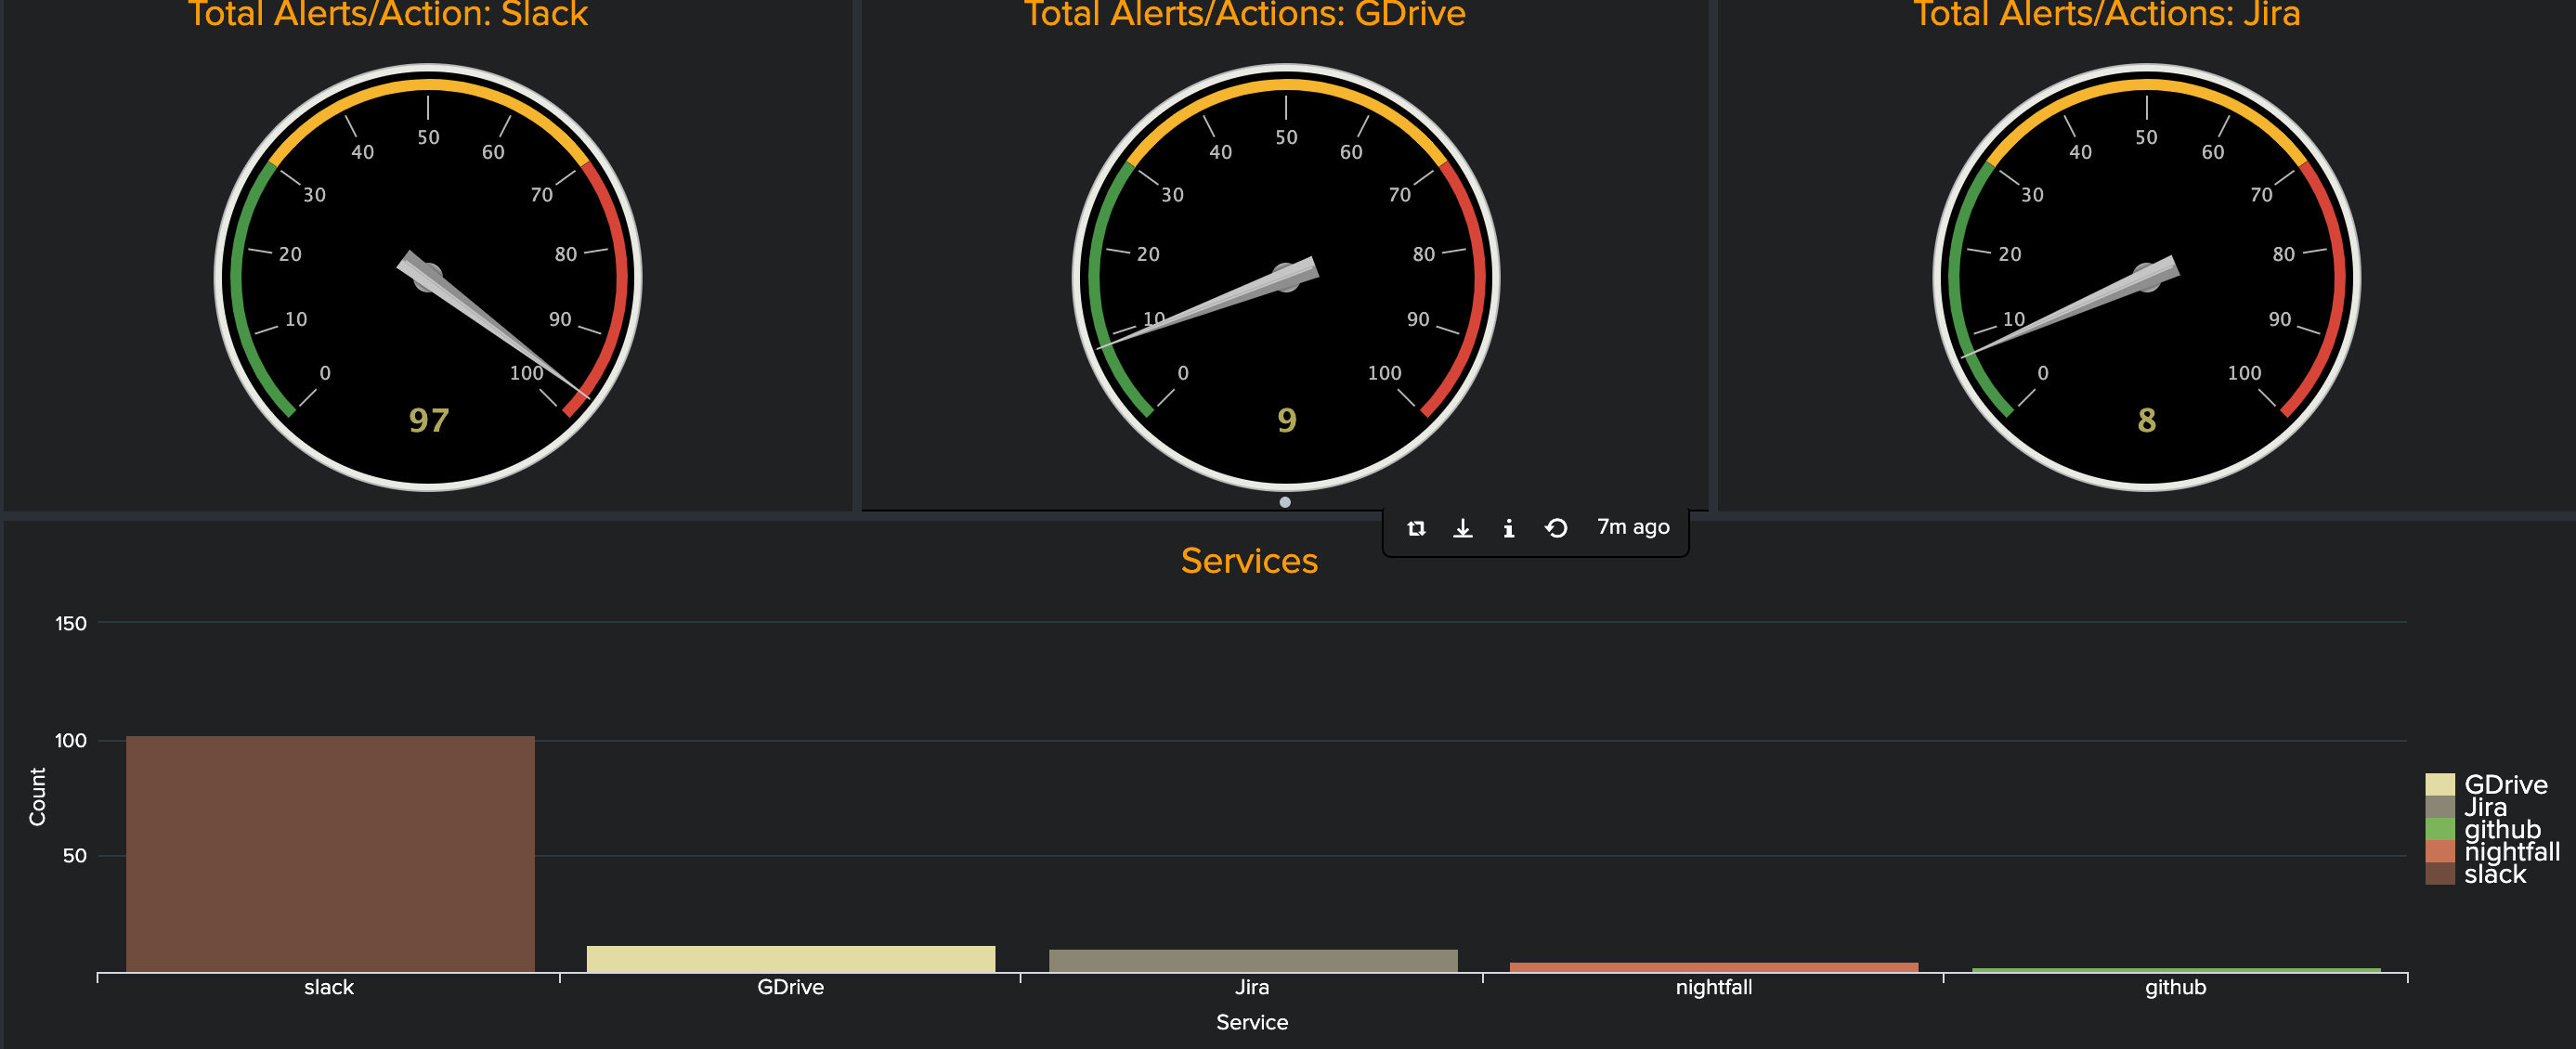 Total Alerts/Action: Slack
Total Alerts/Actions: GDrive
Total Alerts/Actions: Jira
0
10
20
30
40
50
60
70
80
90
100
97
0
10
20
30
40
50
60
70
80
90
100
9
0
10
20
30
40
50
60
70
80
90
100
8
7m ago
Services
150
100
50
Count
slack
GDrive
Jira
nightfall
github
Service
GDrive
Jira
github
nightfall
slack